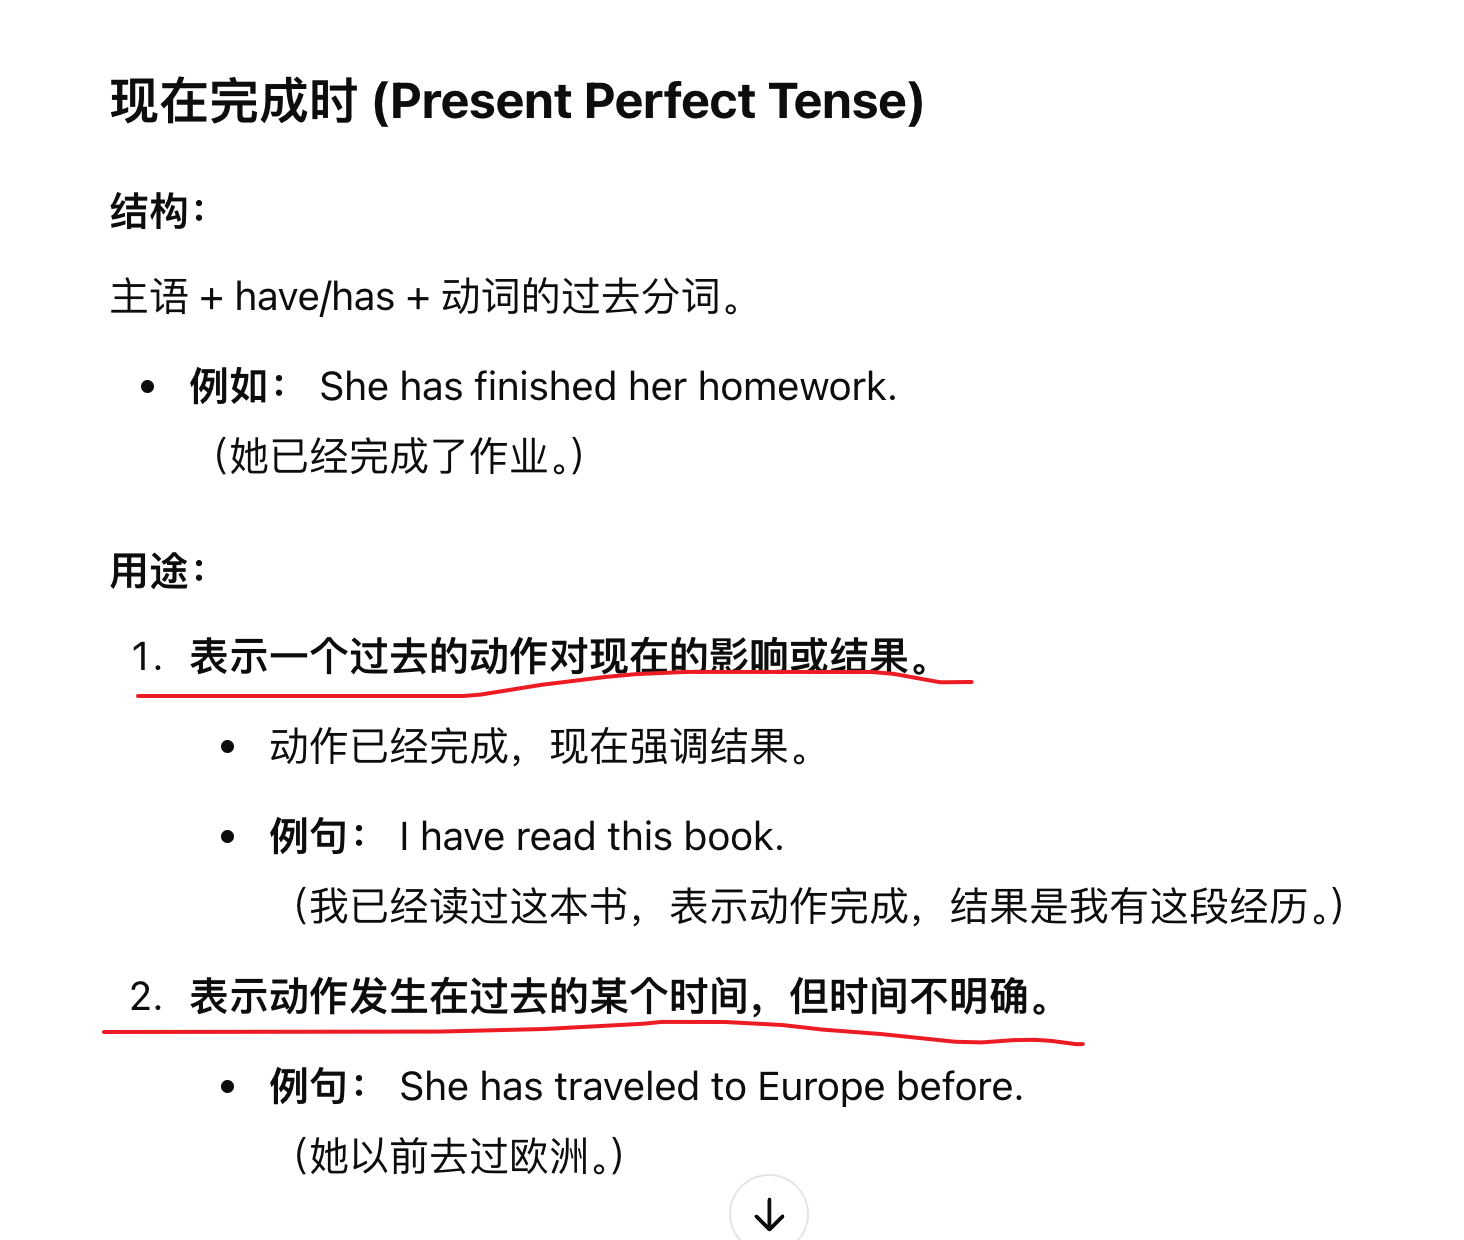 现在完成时 (Present Perfect Tense)
结构：
主语 + have/has + 动词的过去分词。
• 例如： She has finished her homework.
（她已经完成了作业。）
用途：
1. 表示一个过去的动作对现在的影响或结果。
• 动作已经完成，现在强调结果。
• 例句： I have read this book.
（我已经读过这本书，表示动作完成，结果是我有这段经历。）
2. 表示动作发生在过去的某个时间，但时间不明确。
• 例句： She has traveled to Europe before.
（她以前去过欧洲。）